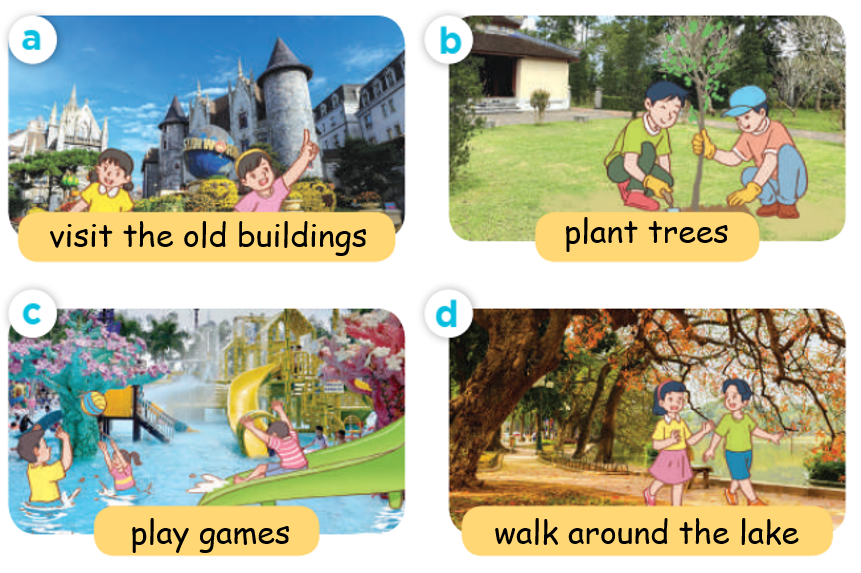 a
visit the old buildings
b
plant trees
c
play games
d
walk around the lake